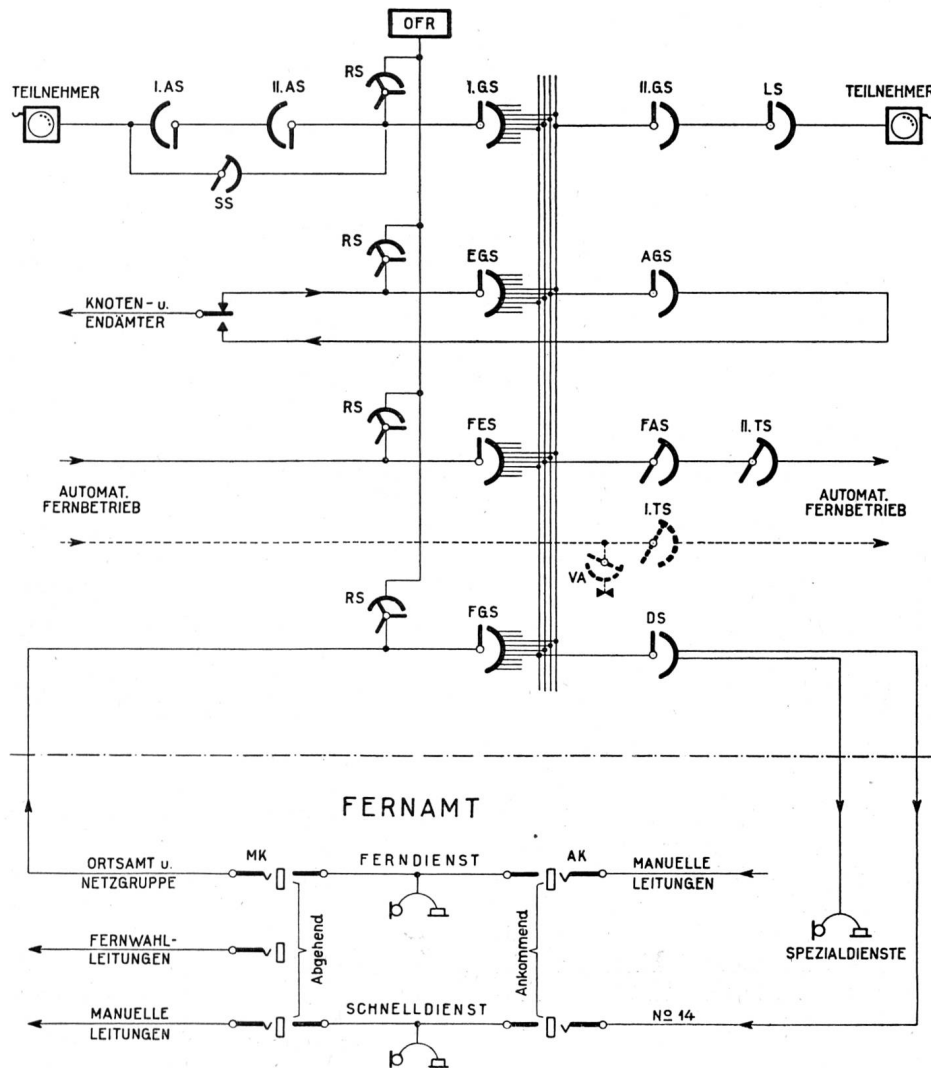 OFR
RS
TEILNEHMER
I.AS
II.AS
I.GS
II.GS
LS
TEILNEHMER
SS
RS
EGS
AGS
KNOTEN- u.
ENDÄMTER
RS
FES
FAS
II.TS
AUTOMAT.
FERNBETRIEB
I.TS
AUTOMAT.
FERNBETRIEB
VA
RS
FGS
DS
FERNAMT
ORTSAMT u.
NETZGRUPPE
MK
FERNDIENST
AK
MANUELLE
LEITUNGEN
Abgehend
Ankommend
FERNWAHL-
LEITUNGEN
SPEZIALDIENSTE
MANUELLE
LEITUNGEN
SCHNELLDIENST
Nº 14